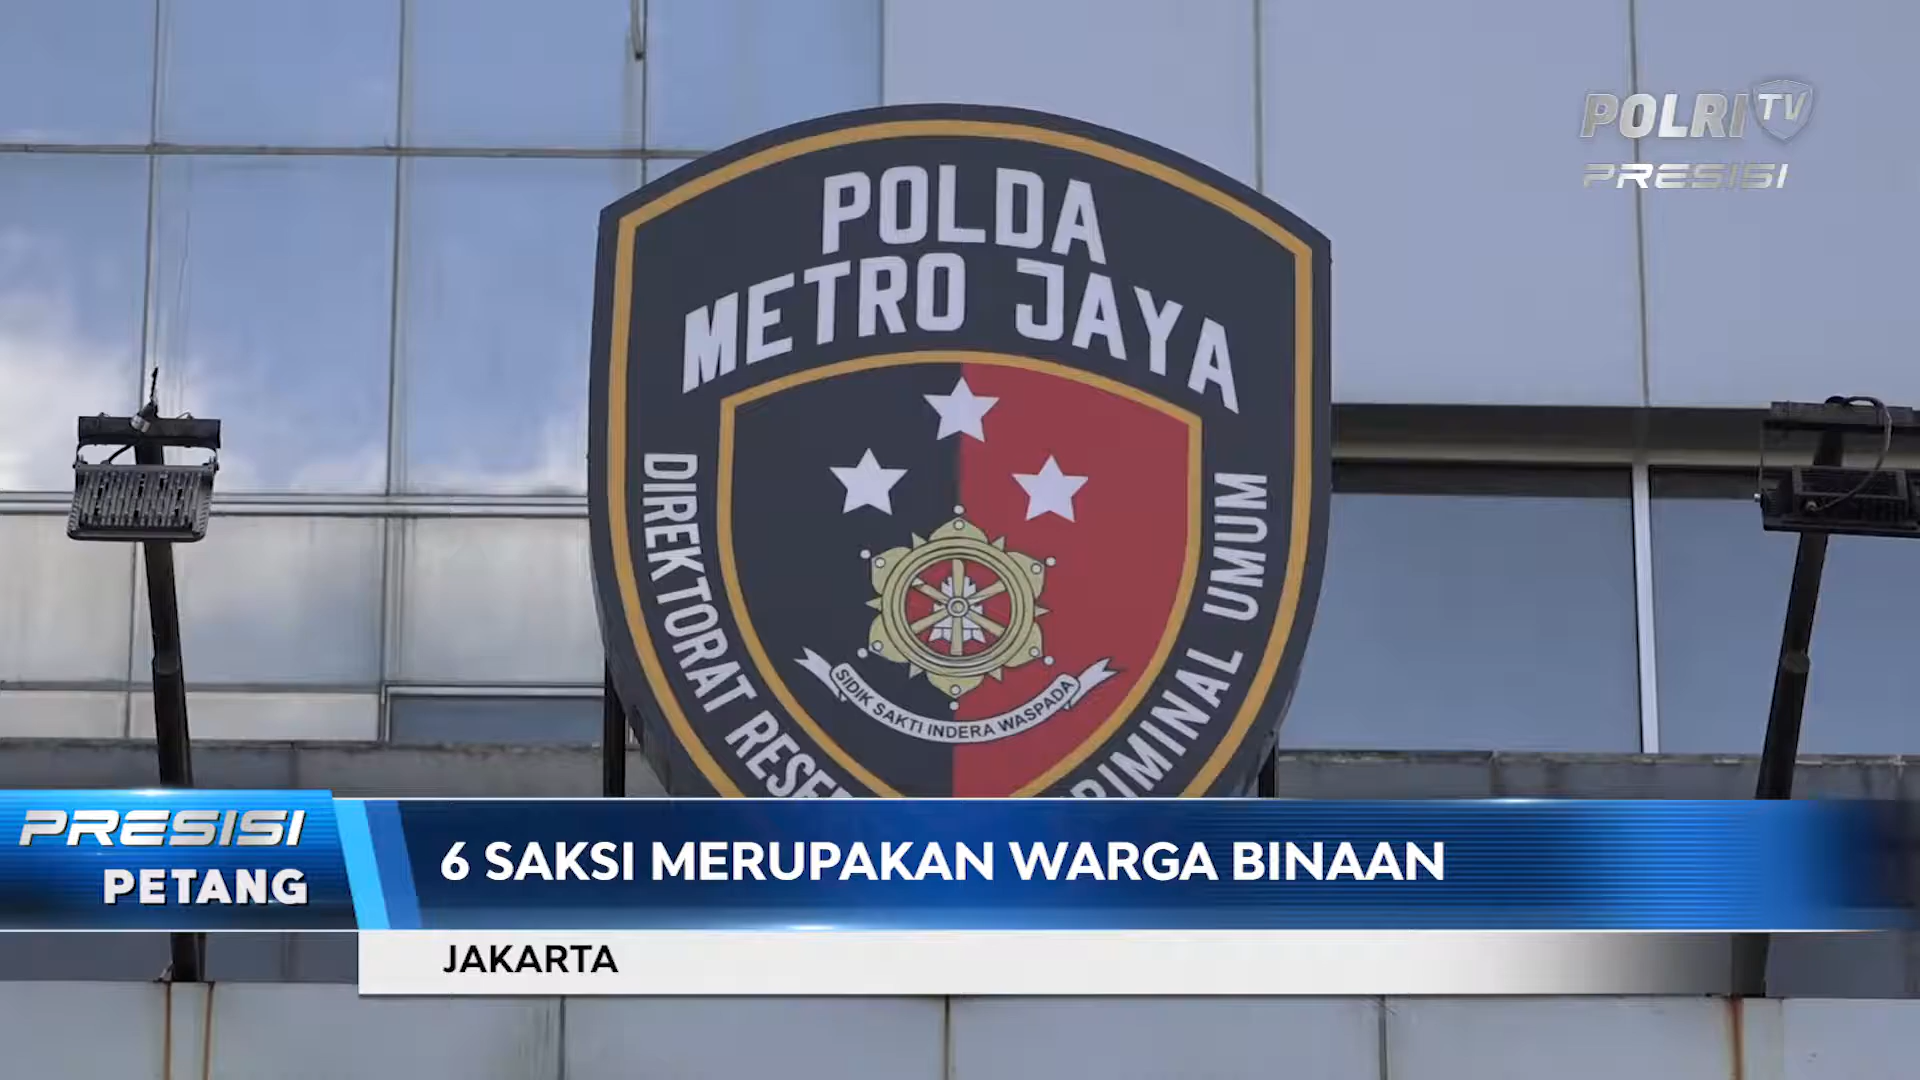 POLRI TV
PRESISI
POLDA
METRO JAYA
DIREKTORAT
KRIMINAL UMUM
SIDIK SAKTI INDERA WASPADA
PRESISI
PETANG
6 SAKSI MERUPAKAN WARGA BINAAN
JAKARTA